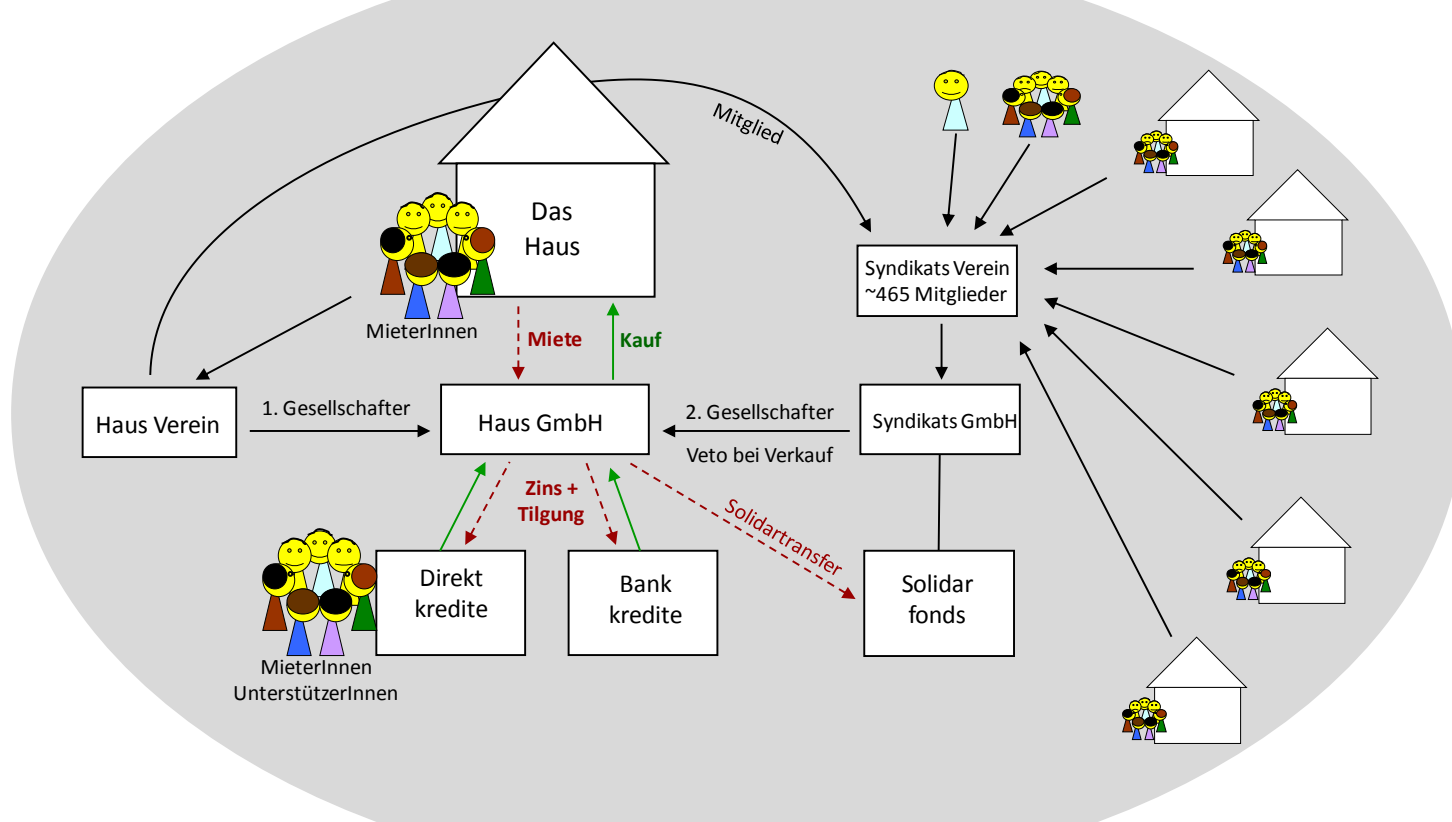 Mitglied
Das
Haus
Syndikats Verein
~465 Mitglieder
MieterInnen
Miete
Kauf
Haus Verein
1. Gesellschafter
Haus GmbH
2. Gesellschafter
Veto bei Verkauf
Syndikats GmbH
Zins +
Tilgung
Solidartransfer
Direkt
kredite
Bank
kredite
Solidar
fonds
MieterInnen
UnterstützerInnen